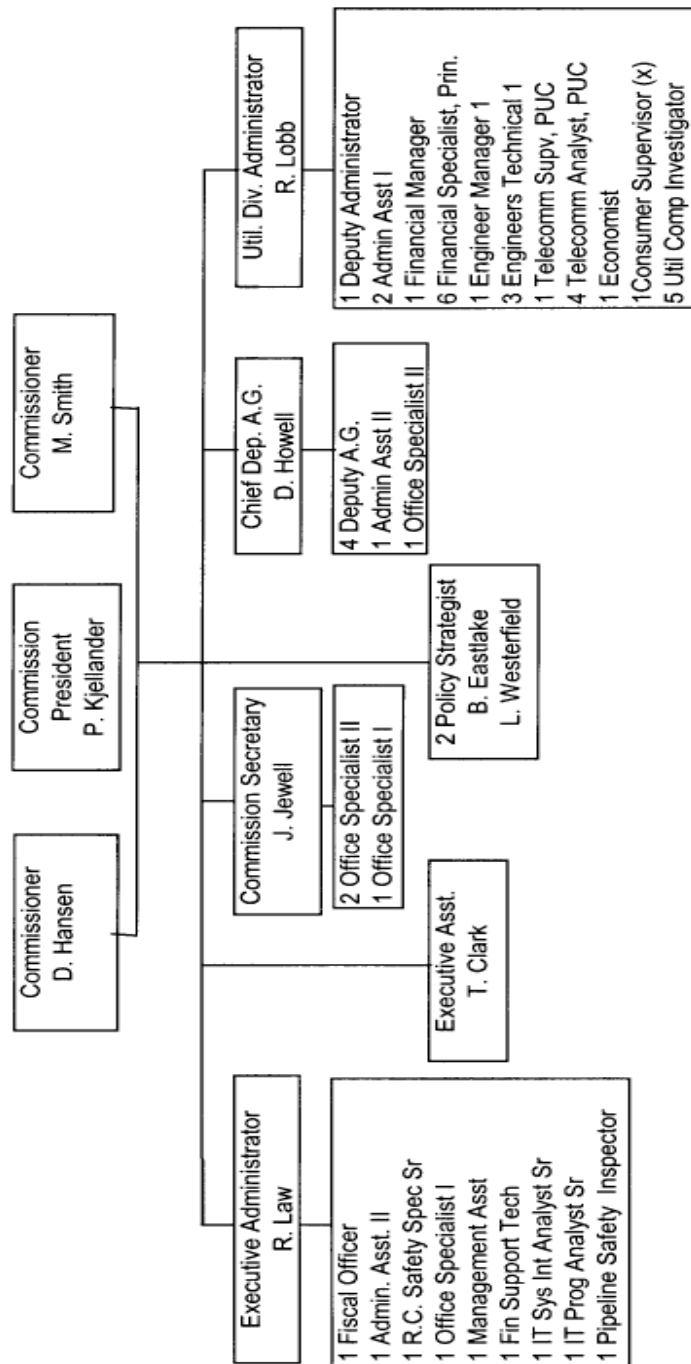 Commissioner
D. Hansen
Commission
President
P. Kjellander
Commissioner
M. Smith
Executive Administrator
R. Law
Commission Secretary
J. Jewell
Chief Dep. A.G.
D. Howell
Util. Div. Administrator
R. Lobb
1 Fiscal Officer
1 Admin. Asst. II
1 R.C. Safety Spec Sr
1 Office Specialist I
1 Management Asst
1 Fin Support Tech
1 IT Sys Int Analyst Sr
1 IT Prog Analyst Sr
1 Pipeline Safety Inspector
2 Office Specialist II
1 Office Specialist I
4 Deputy A.G.
1 Admin Asst II
1 Office Specialist II
1 Deputy Administrator
2 Admin Asst I
1 Financial Manager
6 Financial Specialist, Prin.
1 Engineer Manager 1
3 Engineers Technical 1
1 Telecomm Supv, PUC
4 Telecomm Analyst, PUC
1 Economist
1Consumer Supervisor (x)
5 Util Comp Investigator
Executive Asst.
T. Clark
2 Policy Strategist
B. Eastlake
L. Westerfield